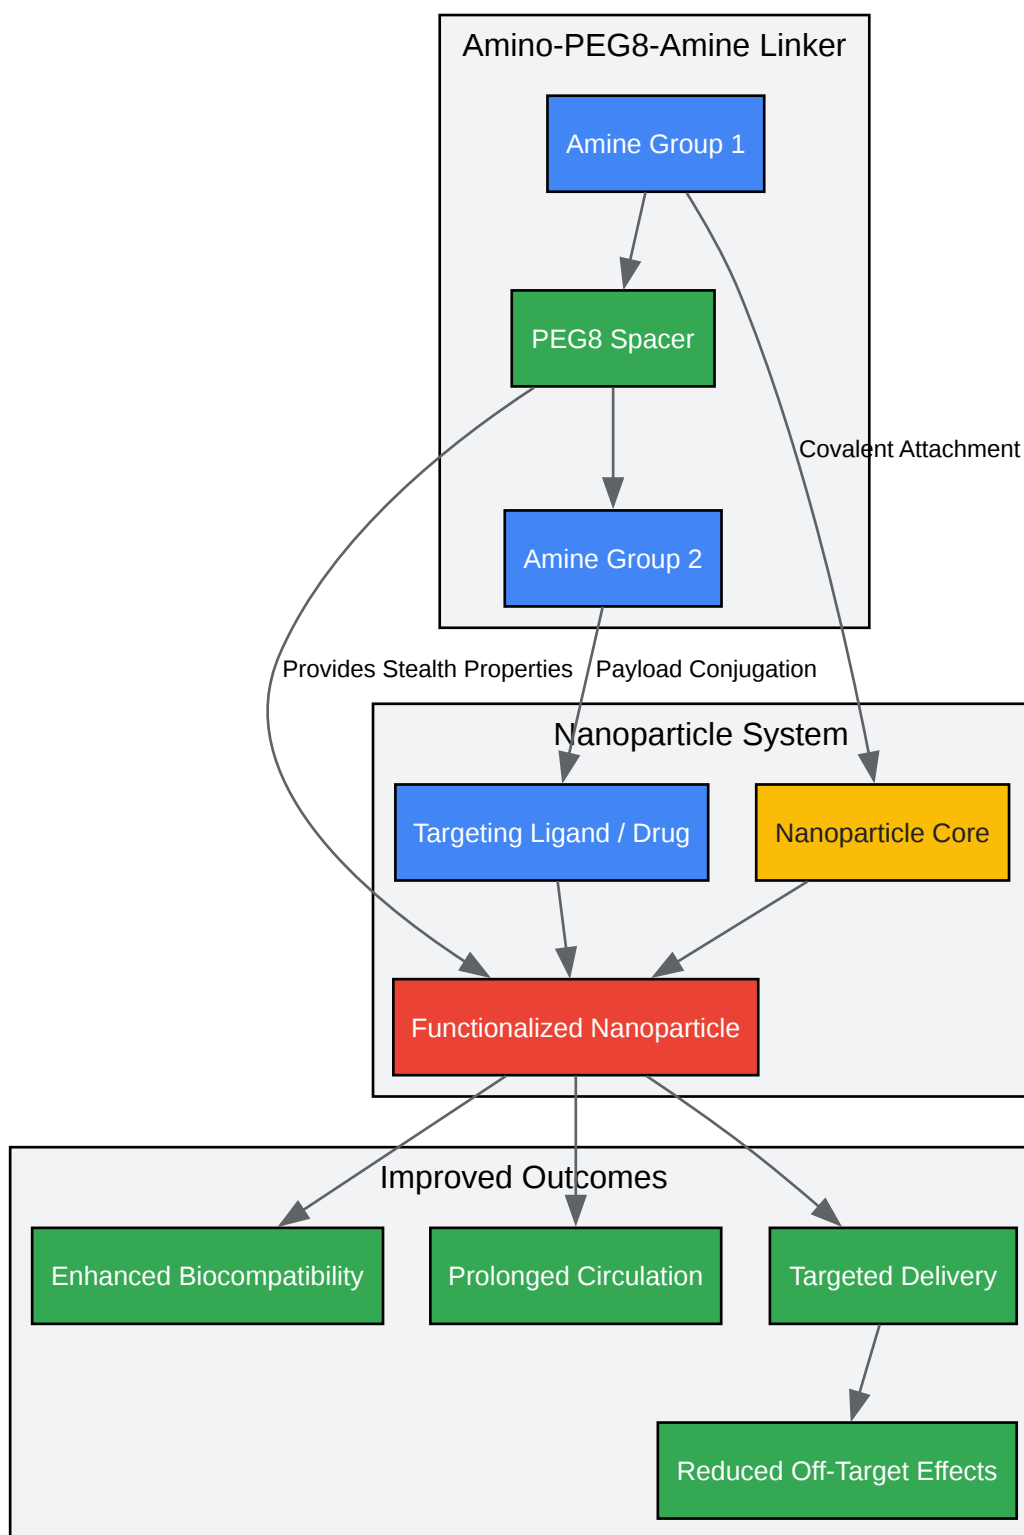 Amino-PEG8-Amine Linker
Amine Group 1
PEG8 Spacer
Covalent Attachment
Amine Group 2
Provides Stealth Properties
Payload Conjugation
Nanoparticle System
Targeting Ligand / Drug
Nanoparticle Core
Functionalized Nanoparticle
Improved Outcomes
Enhanced Biocompatibility
Prolonged Circulation
Targeted Delivery
Reduced Off-Target Effects